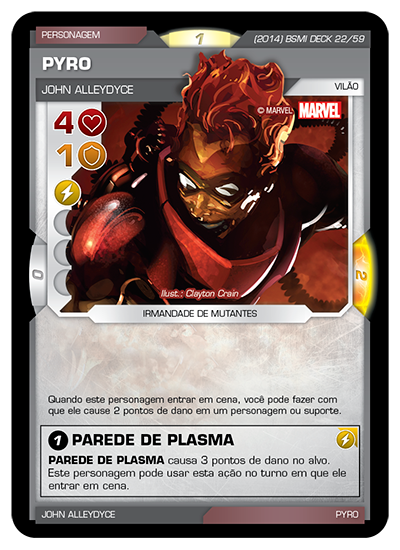 PERSONAGEM
1
(2014) BSMI DECK 22/59
PYRO
JOHN ALLEYDYCE
VILÃO
© MARVEL
MARVEL
4
1
0
2
Illust.: Clayton Crain
IRMANDADE DE MUTANTES
Quando este personagem entrar em cena, você pode fazer com
que ele cause 2 pontos de dano em um personagem ou suporte.
1 PAREDE DE PLASMA
PAREDE DE PLASMA causa 3 pontos de dano no alvo.
Este personagem pode usar esta ação no turno em que ele
entrar em cena.
JOHN ALLEYDYCE
PYRO